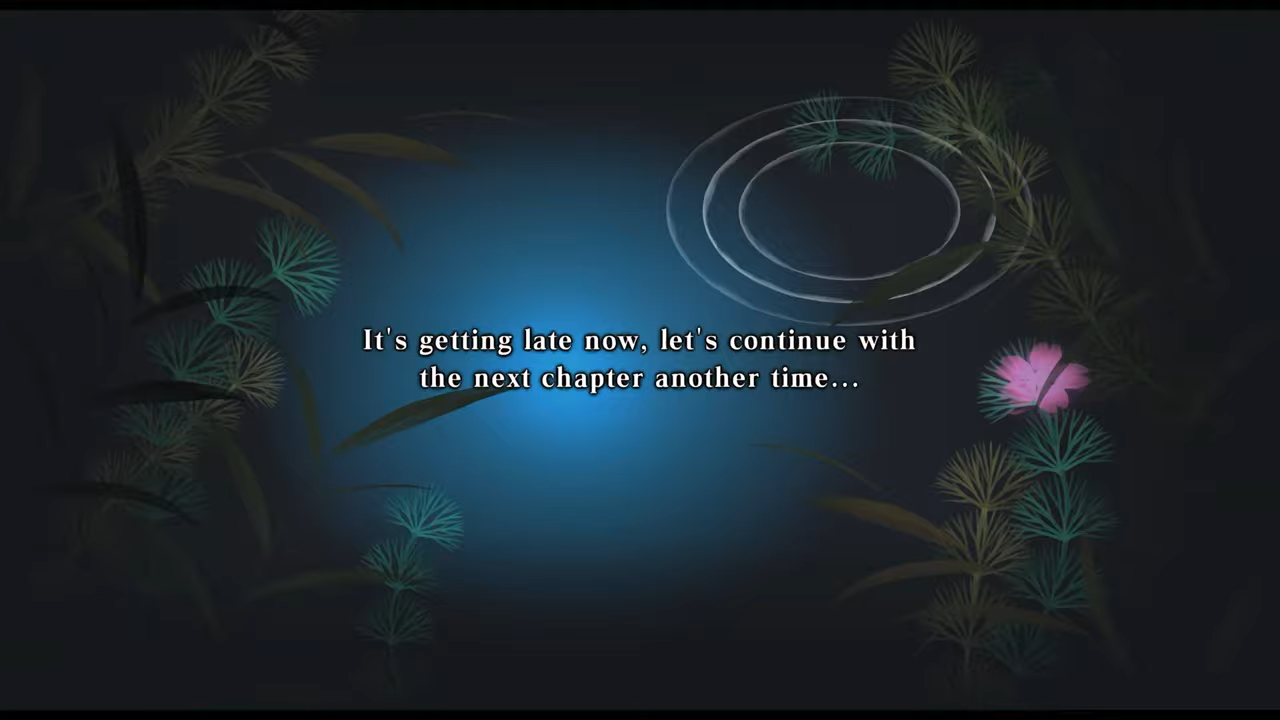 It's getting late now, let's continue with
the next chapter another time...